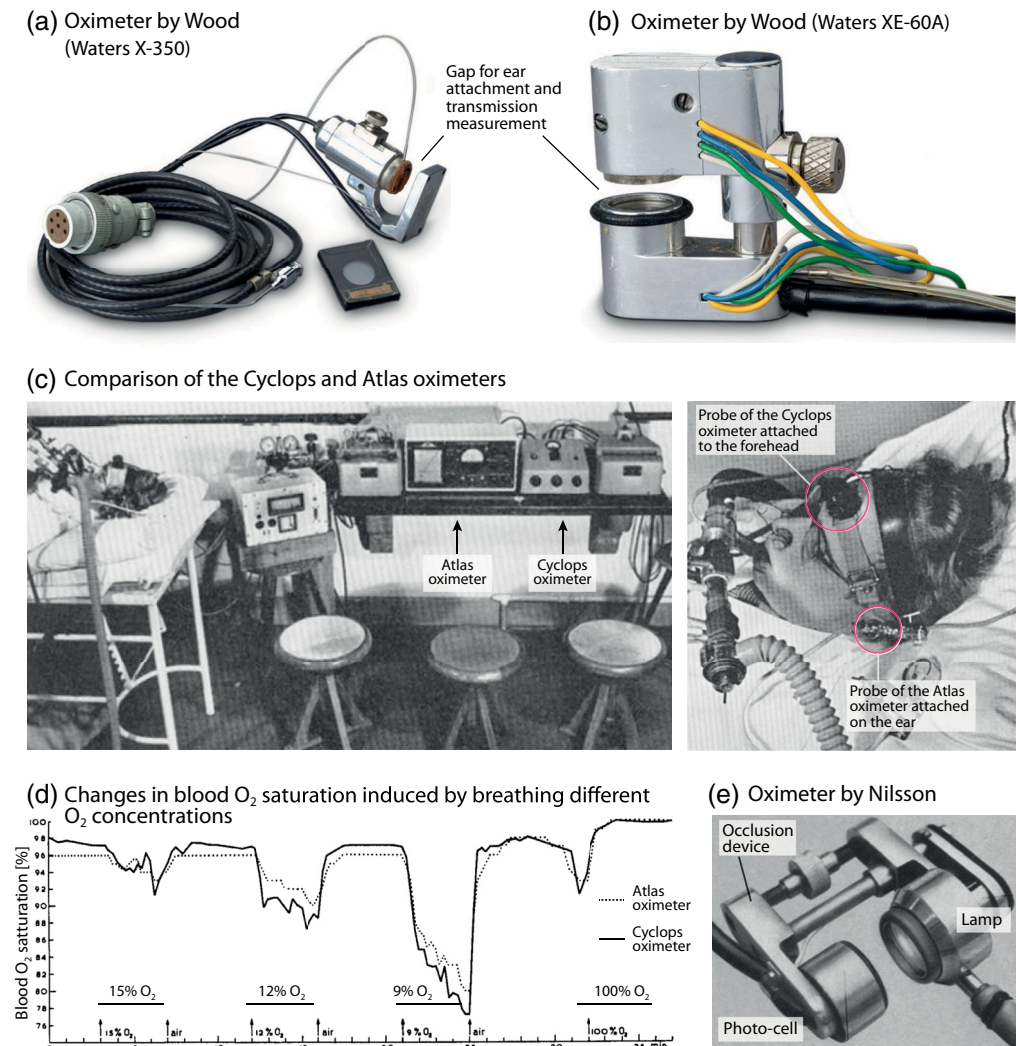 (a) Oximeter by Wood
(Waters X-350)
(b) Oximeter by Wood (Waters XE-60A)
Gap for ear
attachment and
transmission
measurement
(c) Comparison of the Cyclops and Atlas oximeters
Atlas
oximeter
Cyclops
oximeter
Probe of the Cyclops
oximeter attached
to the forehead
Probe of the Atlas
oximeter attached
on the ear
(d) Changes in blood O₂ saturation induced by breathing different
O₂ concentrations
Blood O₂ satturation [%]
100
98
96
94
92
90
88
86
84
82
80
78
76
Atlas
oximeter
Cyclops
oximeter
15% O₂
12% O₂
9% O₂
100% O₂
15% O₂
air
12% O₂
air
9% O₂
air
100% O₂
min
(e) Oximeter by Nilsson
Occlusion
device
Lamp
Photo-cell